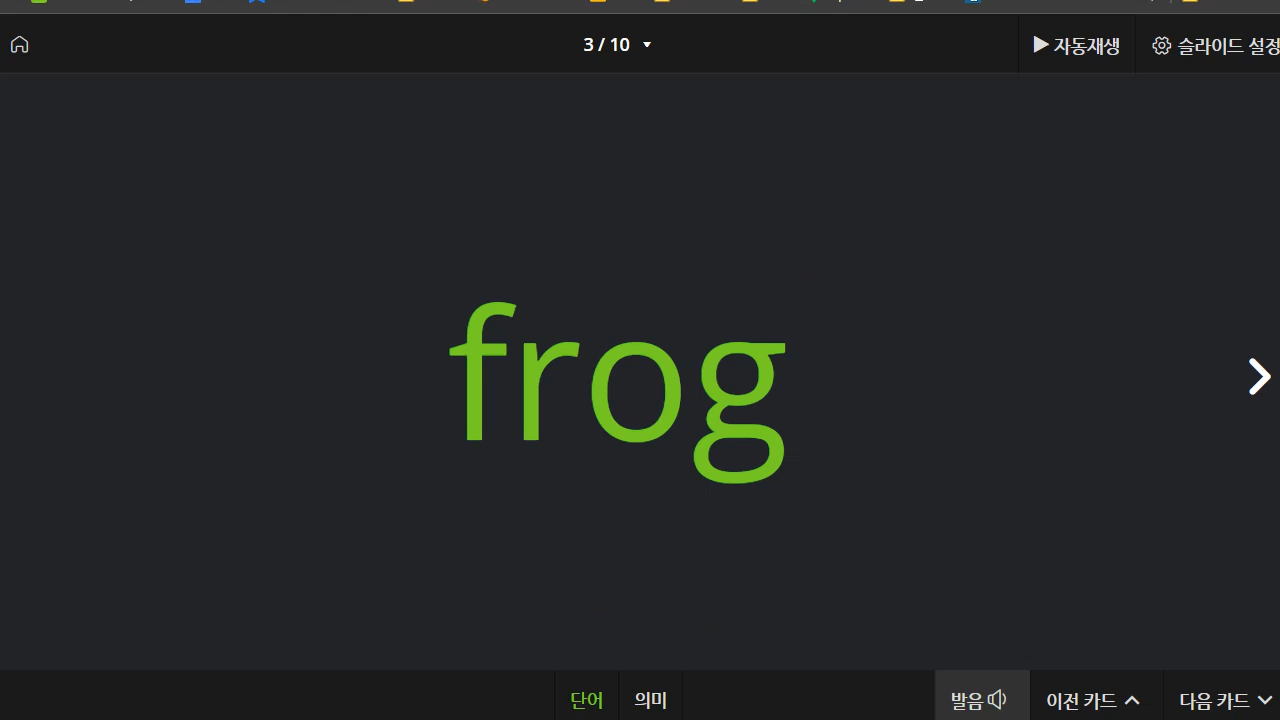 3 / 10
자동재생
슬라이드 설정
frog
단어
의미
발음
이전 카드
다음 카드